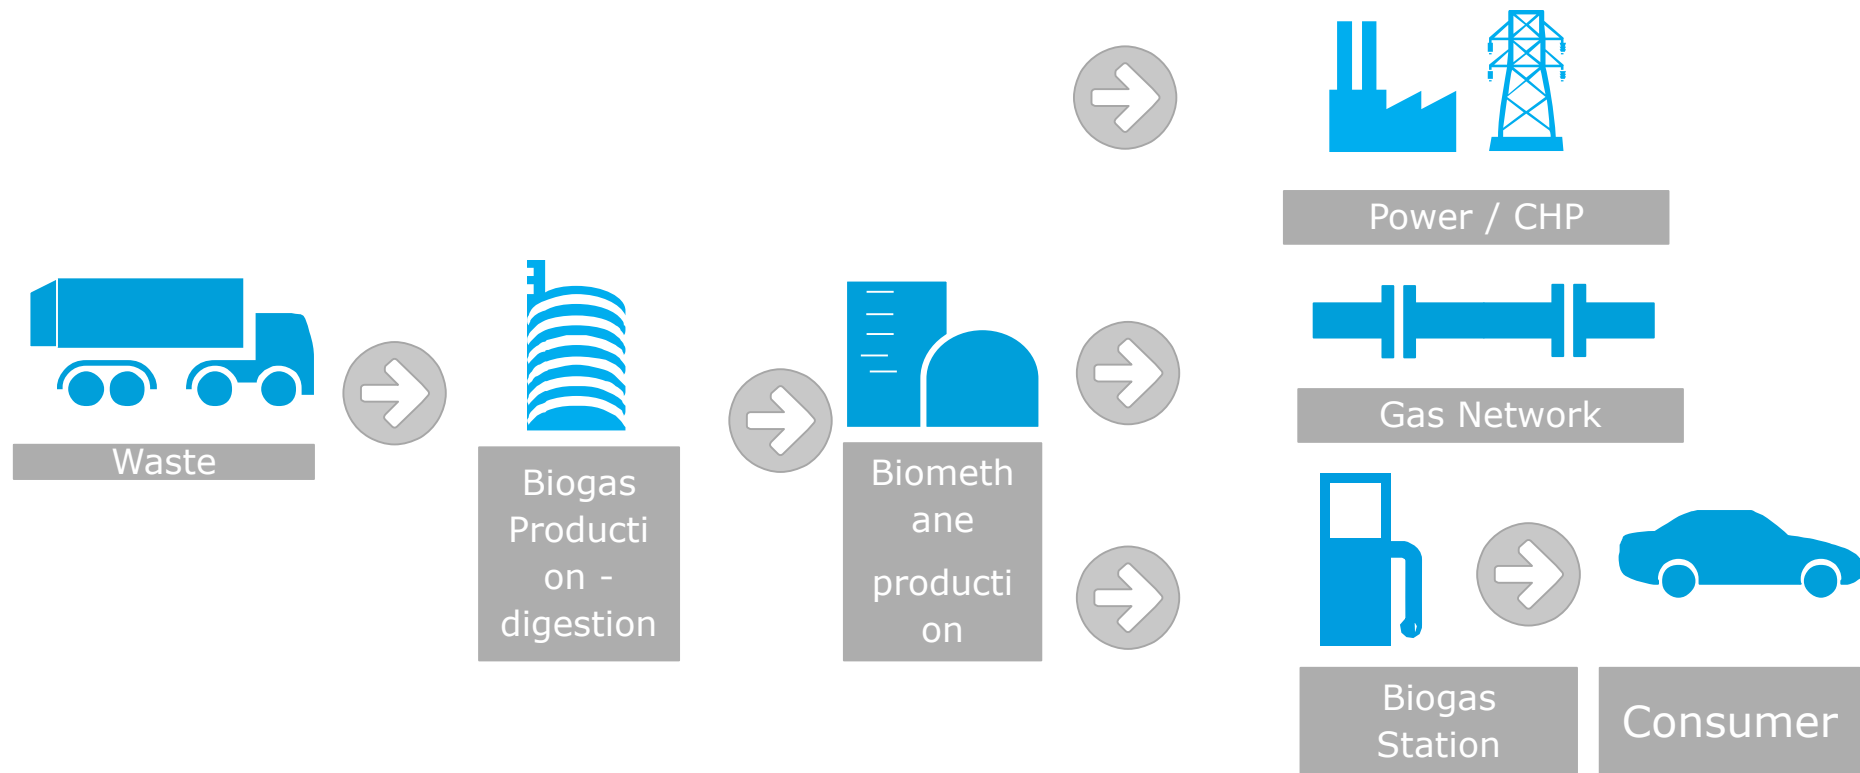 Power / CHP
Gas Network
Waste
Biogas
Producti
on -
digestion
Biometh
ane
producti
on
Biogas
Station
Consumer